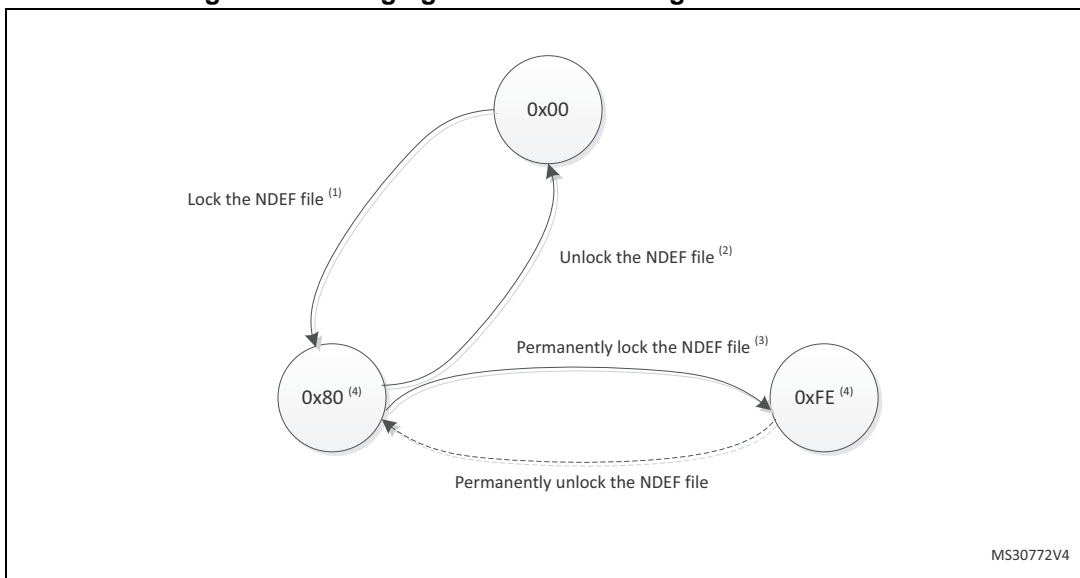 0x00
Lock the NDEF file (1)
Unlock the NDEF file (2)
Permanently lock the NDEF file (3)
0x80 (4)
0xFE (4)
Permanently unlock the NDEF file
MS30772V4